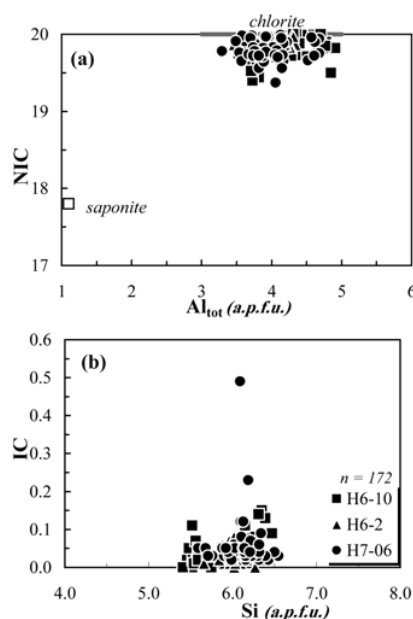 chlorite
20
(a)
19
NIC
18
saponite
17
1 2 3 4 5 6
Altot (a.p.f.u.)
0.6
(b)
0.5
0.4
IC
0.3
n = 172
0.2
H6-10
H6-2
0.1
H7-06
0.0
4.0 5.0 6.0 7.0 8.0
Si (a.p.f.u.)